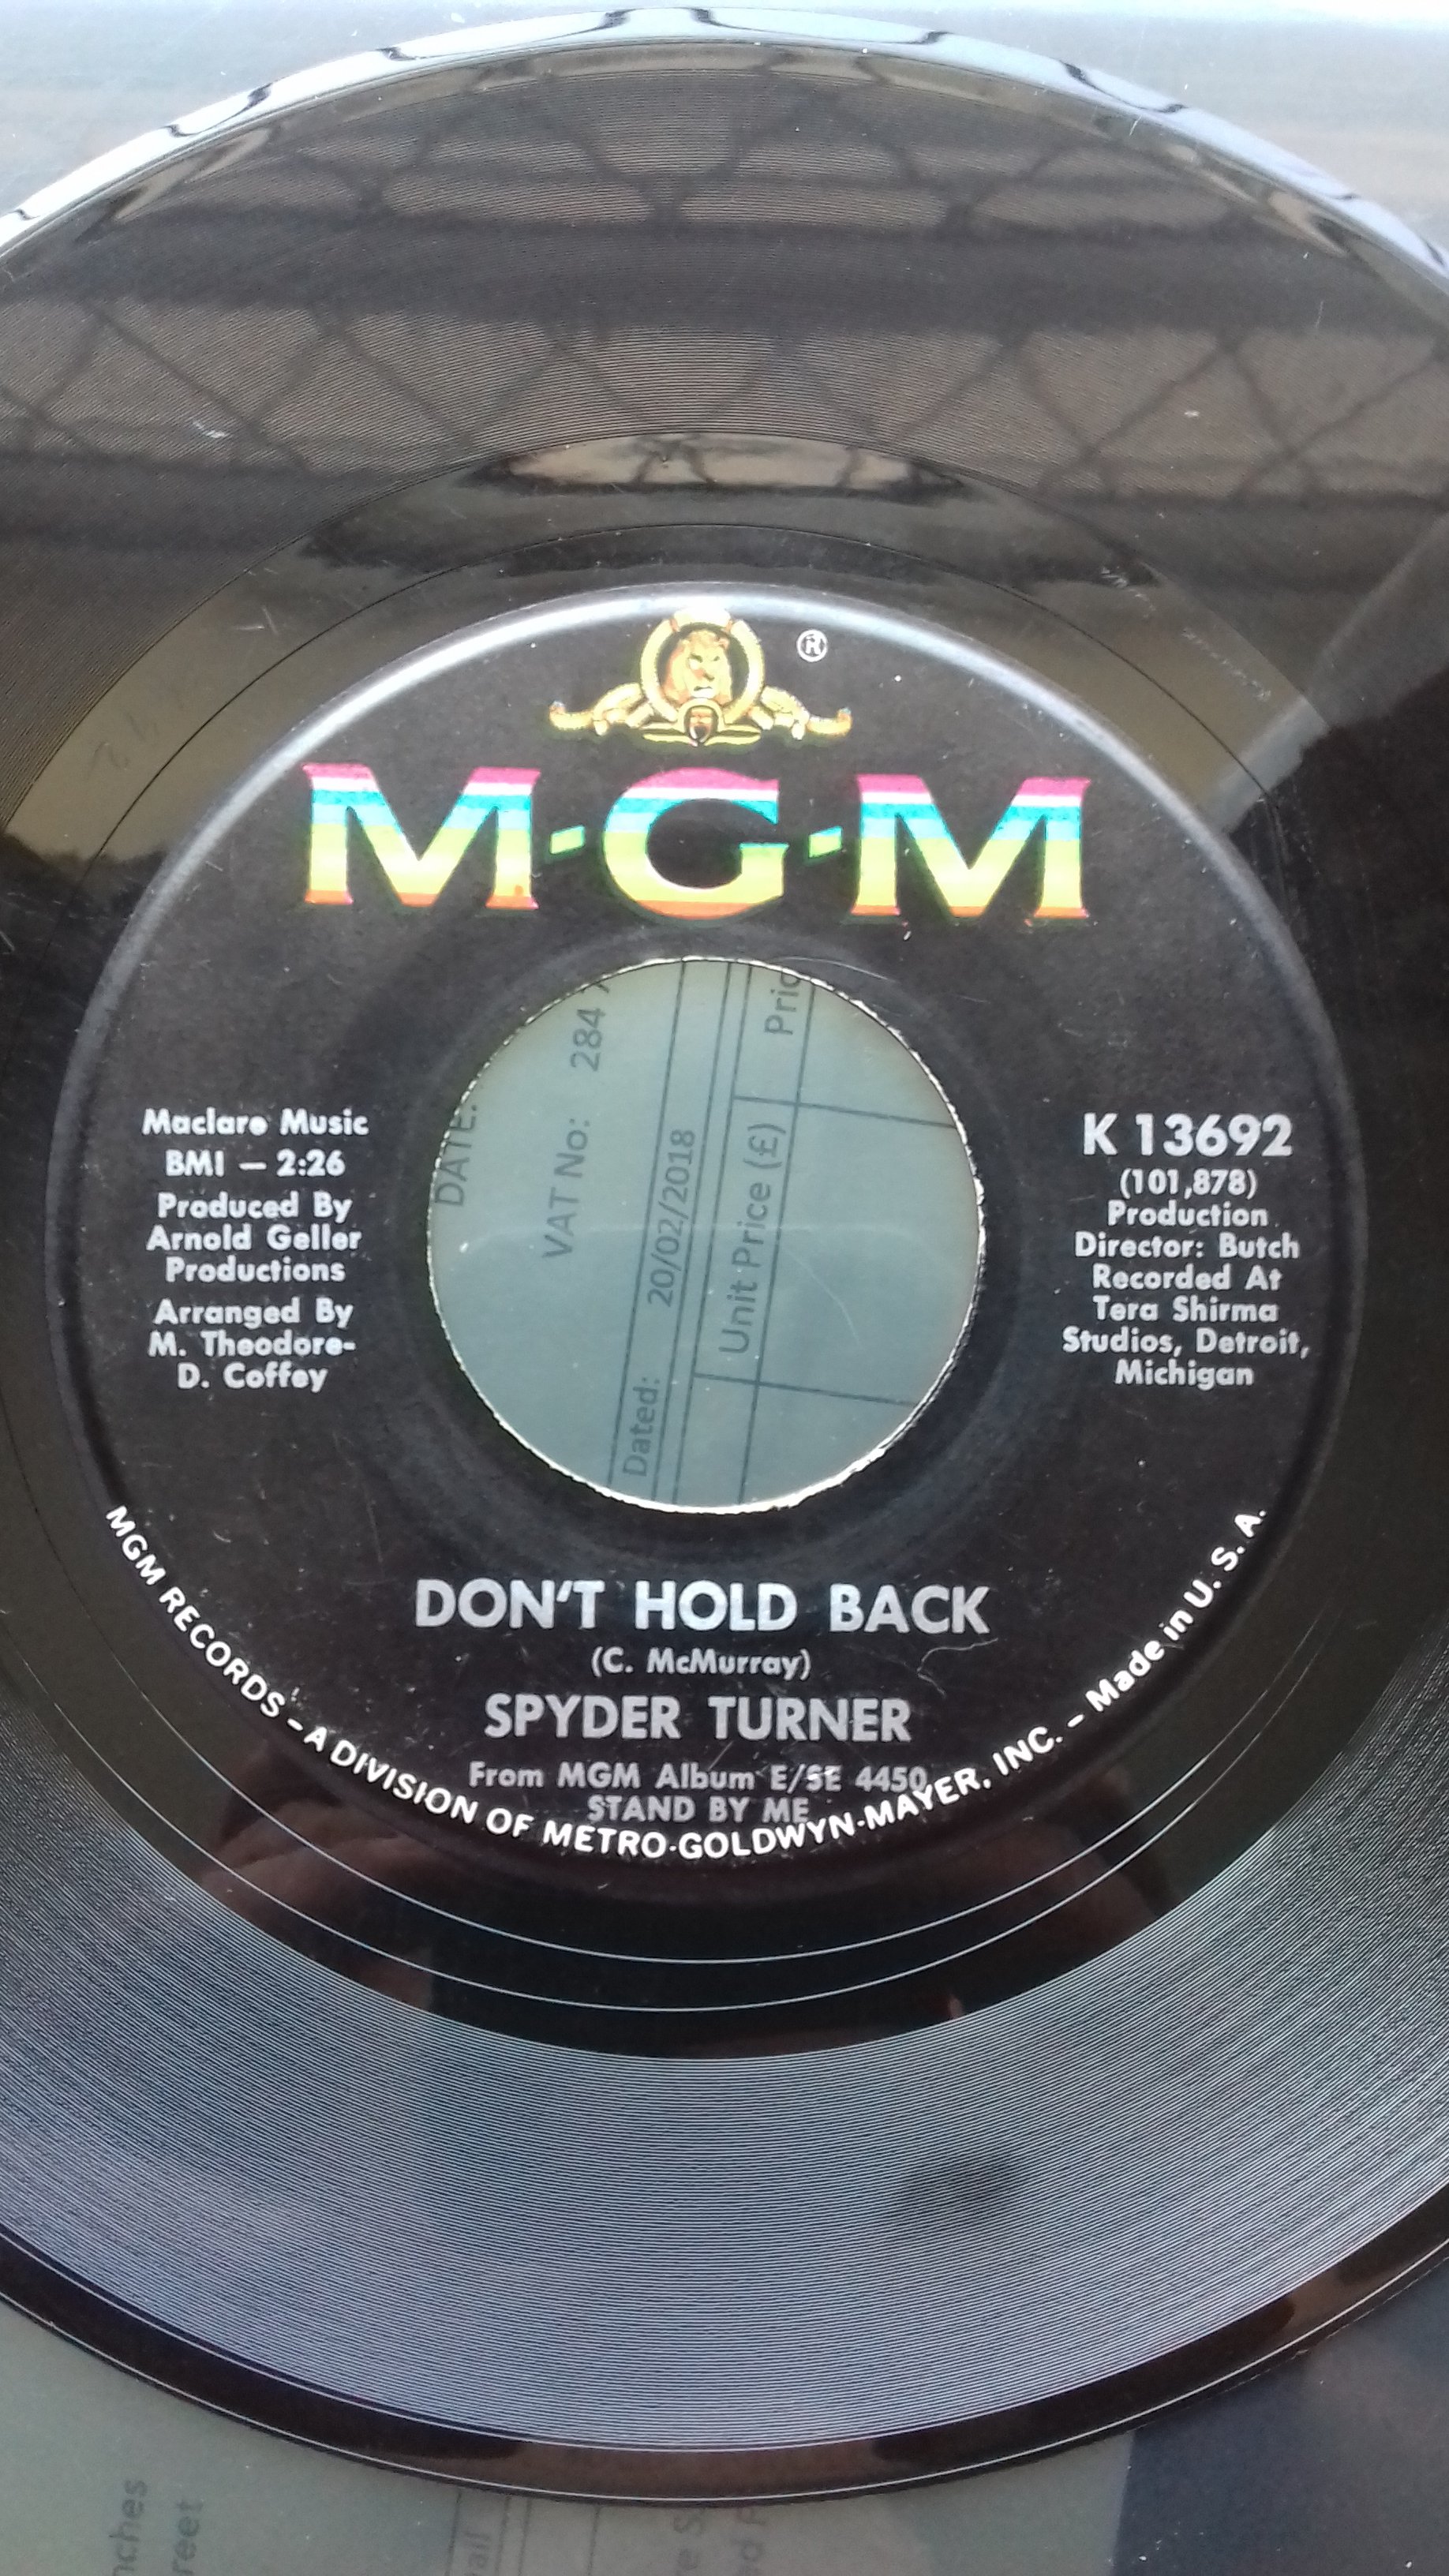 ®
M·G·M
Maclare Music
BMI — 2:26
Produced By
Arnold Geller
Productions
Arranged By
M. Theodore-
D. Coffey
K 13692
(101,878)
Production
Director: Butch
Recorded At
Tera Shirma
Studios, Detroit,
Michigan
DATE:
VAT No: 284
Dated: 20/02/2018
Unit Price (£)
Pric
DON'T HOLD BACK
(C. McMurray)
SPYDER TURNER
From MGM Album E/SE 4450
STAND BY ME
MGM RECORDS – A DIVISION OF METRO-GOLDWYN-MAYER, INC. – Made in U. S. A.
nches
reet